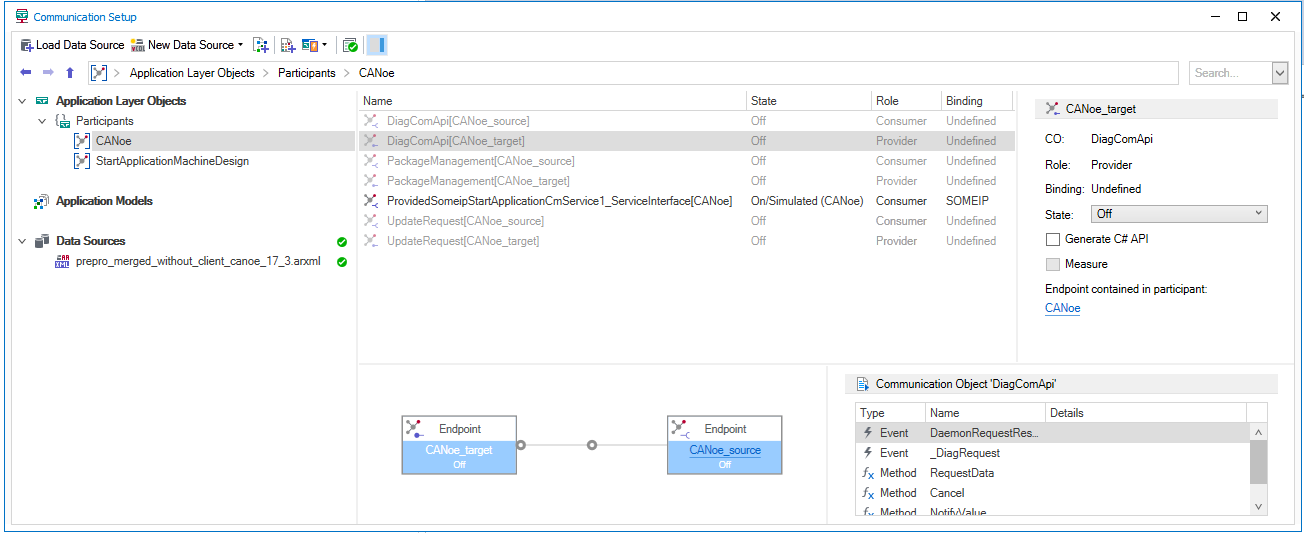 Communication Setup
Load Data Source New Data Source
Application Layer Objects > Participants > CANoe
Search...
Application Layer Objects
Participants
CANoe
StartApplicationMachineDesign
Application Models
Data Sources
prepro_merged_without_client_canoe_17_3.arxml
Name State Role Binding
DiagComApi[CANoe_source] Off Consumer Undefined
DiagComApi[CANoe_target] Off Provider Undefined
PackageManagement[CANoe_source] Off Consumer Undefined
PackageManagement[CANoe_target] Off Provider Undefined
ProvidedSomeipStartApplicationCmService1_ServiceInterface[CANoe] On/Simulated (CANoe) Consumer SOMEIP
UpdateRequest[CANoe_source] Off Consumer Undefined
UpdateRequest[CANoe_target] Off Provider Undefined
CANoe_target
CO: DiagComApi
Role: Provider
Binding: Undefined
State: Off
Generate C# API
Measure
Endpoint contained in participant:
CANoe
Endpoint
CANoe_target
Off
Endpoint
CANoe_source
Off
Communication Object 'DiagComApi'
Type Name Details
Event DaemonRequestRes...
Event _DiagRequest
Method RequestData
Method Cancel
Method NotifyValue